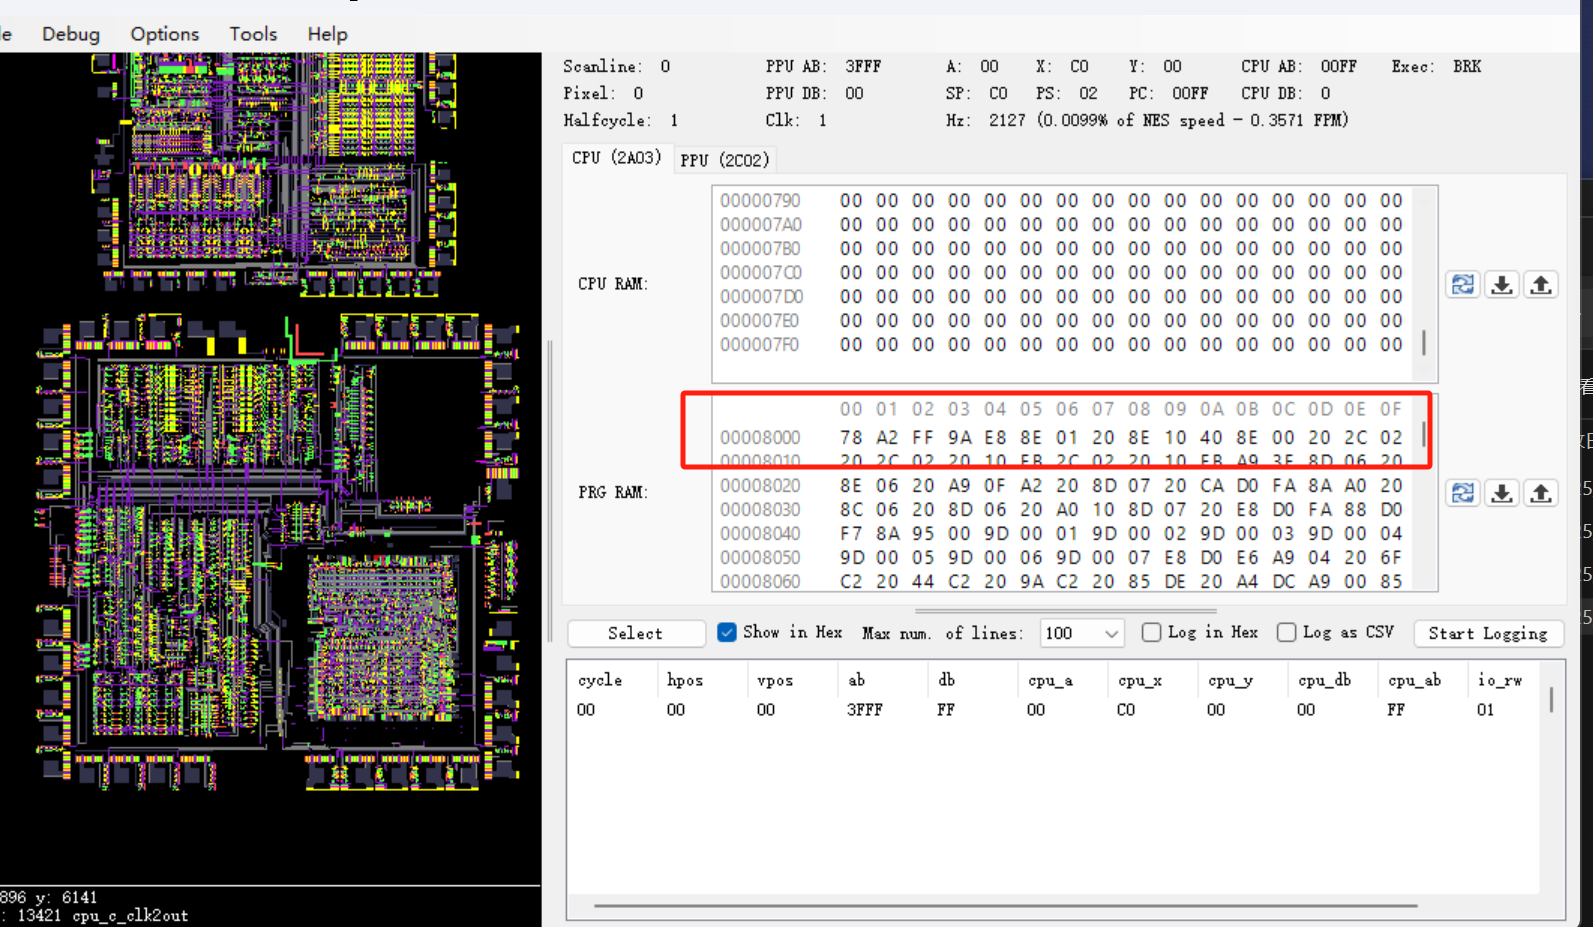 le Debug Options Tools Help
Scanline: 0 PPU AB: 3FFF A: 00 X: C0 Y: 00 CPU AB: 00FF Exec: BRK
Pixel: 0 PPU DB: 00 SP: C0 PS: 02 PC: 00FF CPU DB: 0
Halfcycle: 1 Clk: 1 Hz: 2127 (0.0099% of NES speed - 0.3571 FPM)
CPU (2A03) PPU (2C02)
00000790 00 00 00 00 00 00 00 00 00 00 00 00 00 00 00 00
000007A0 00 00 00 00 00 00 00 00 00 00 00 00 00 00 00 00
000007B0 00 00 00 00 00 00 00 00 00 00 00 00 00 00 00 00
000007C0 00 00 00 00 00 00 00 00 00 00 00 00 00 00 00 00
CPU RAM:
000007D0 00 00 00 00 00 00 00 00 00 00 00 00 00 00 00 00
000007E0 00 00 00 00 00 00 00 00 00 00 00 00 00 00 00 00
000007F0 00 00 00 00 00 00 00 00 00 00 00 00 00 00 00 00
00 01 02 03 04 05 06 07 08 09 0A 0B 0C 0D 0E 0F
00008000 78 A2 FF 9A E8 8E 01 20 8E 10 40 8E 00 20 2C 02
00008010 20 2C 02 20 10 FB 2C 02 20 10 FB A9 3F 8D 06 20
00008020 8E 06 20 A9 0F A2 20 8D 07 20 CA D0 FA 8A A0 20
PRG RAM:
00008030 8C 06 20 8D 06 20 A0 10 8D 07 20 E8 D0 FA 88 D0
00008040 F7 8A 95 00 9D 00 01 9D 00 02 9D 00 03 9D 00 04
00008050 9D 00 05 9D 00 06 9D 00 07 E8 D0 E6 A9 04 20 6F
00008060 C2 20 44 C2 20 9A C2 20 85 DE 20 A4 DC A9 00 85
Select Show in Hex Max num. of lines: 100 Log in Hex Log as CSV Start Logging
cycle hpos vpos ab db cpu_a cpu_x cpu_y cpu_db cpu_ab io_rw
00 00 00 3FFF FF 00 C0 00 00 FF 01
896 y: 6141
: 13421 cpu_c_clk2out
看
25
25
25
25